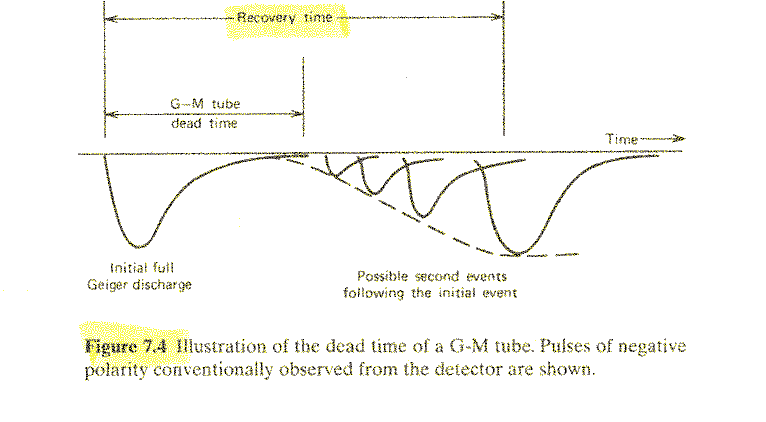 Recovery time
G-M tube
dead time
Time
Initial full
Geiger discharge
Possible second events
following the initial event
Figure 7.4 Illustration of the dead time of a G-M tube. Pulses of negative
polarity conventionally observed from the detector are shown.